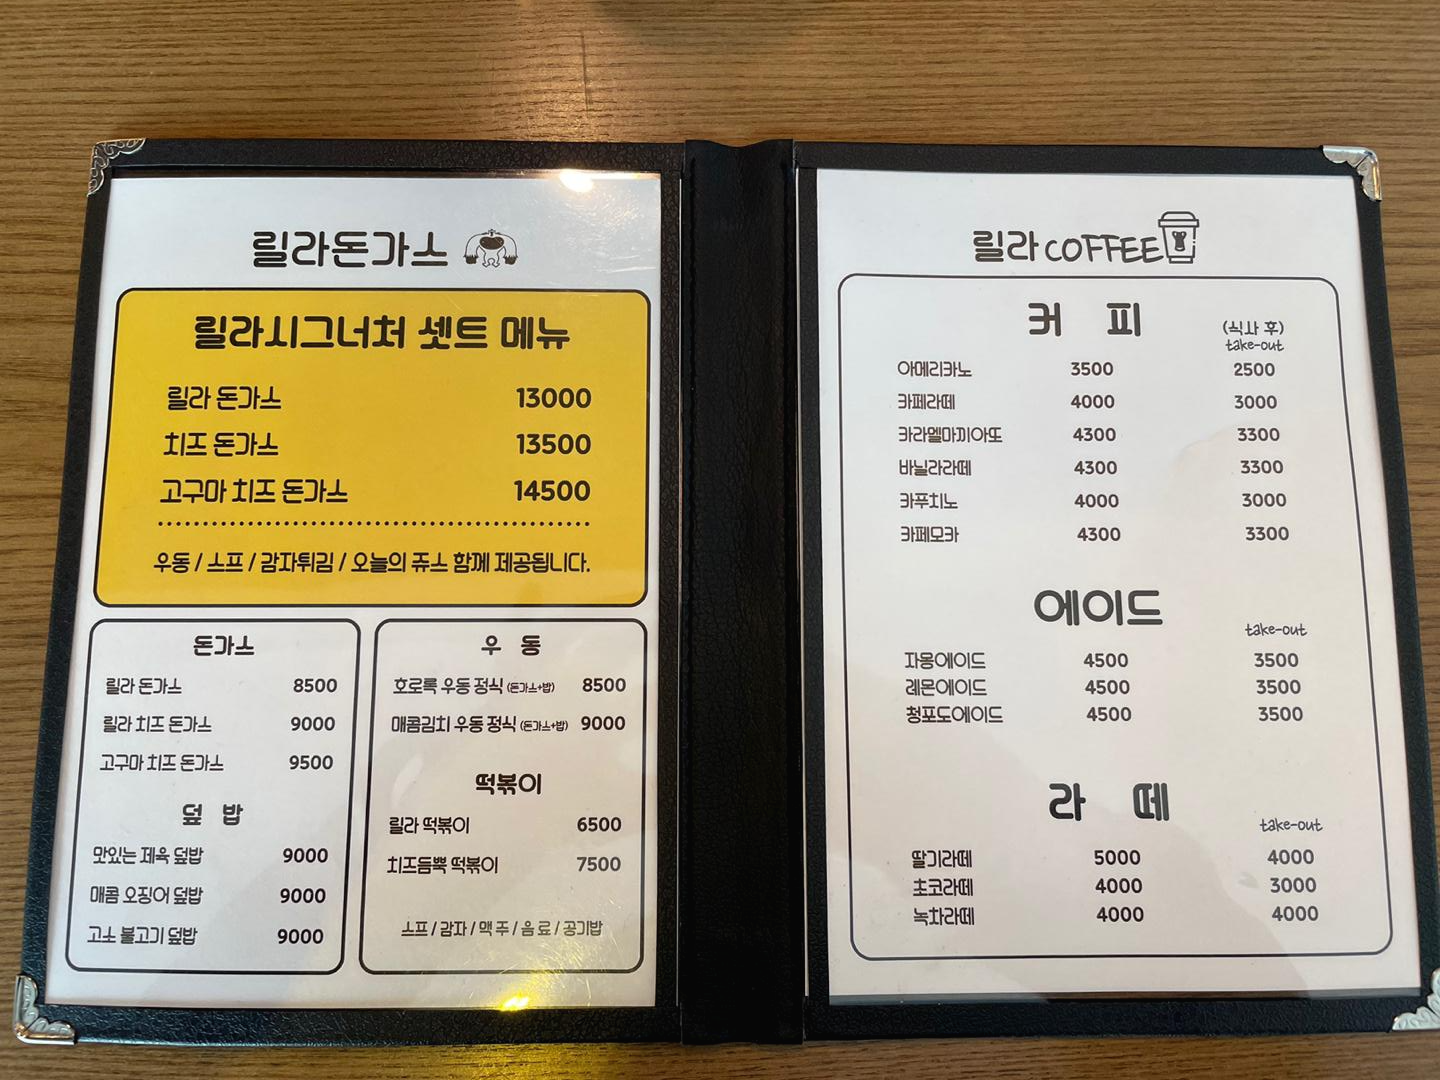 릴라돈가스
릴라시그너처 셋트 메뉴
릴라 돈가스 13000
치즈 돈가스 13500
고구마 치즈 돈가스 14500
우동 / 스프 / 감자튀김 / 오늘의 쥬스 함께 제공됩니다.
돈가스
릴라 돈가스 8500
릴라 치즈 돈가스 9000
고구마 치즈 돈가스 9500
덮 밥
맛있는 제육 덮밥 9000
매콤 오징어 덮밥 9000
고소 불고기 덮밥 9000
우 동
호로록 우동 정식 (돈가스+밥) 8500
매콤김치 우동 정식 (돈가스+밥) 9000
떡볶이
릴라 떡볶이 6500
치즈듬뿍 떡볶이 7500
스프 / 감자 / 맥 주 / 음 료 / 공기밥
릴라 COFFEE
커 피 (식사 후)
take-out
아메리카노 3500 2500
카페라떼 4000 3000
카라멜마끼아또 4300 3300
바닐라라떼 4300 3300
카푸치노 4000 3000
카페모카 4300 3300
에이드 take-out
자몽에이드 4500 3500
레몬에이드 4500 3500
청포도에이드 4500 3500
라 떼 take-out
딸기라떼 5000 4000
초코라떼 4000 3000
녹차라떼 4000 4000